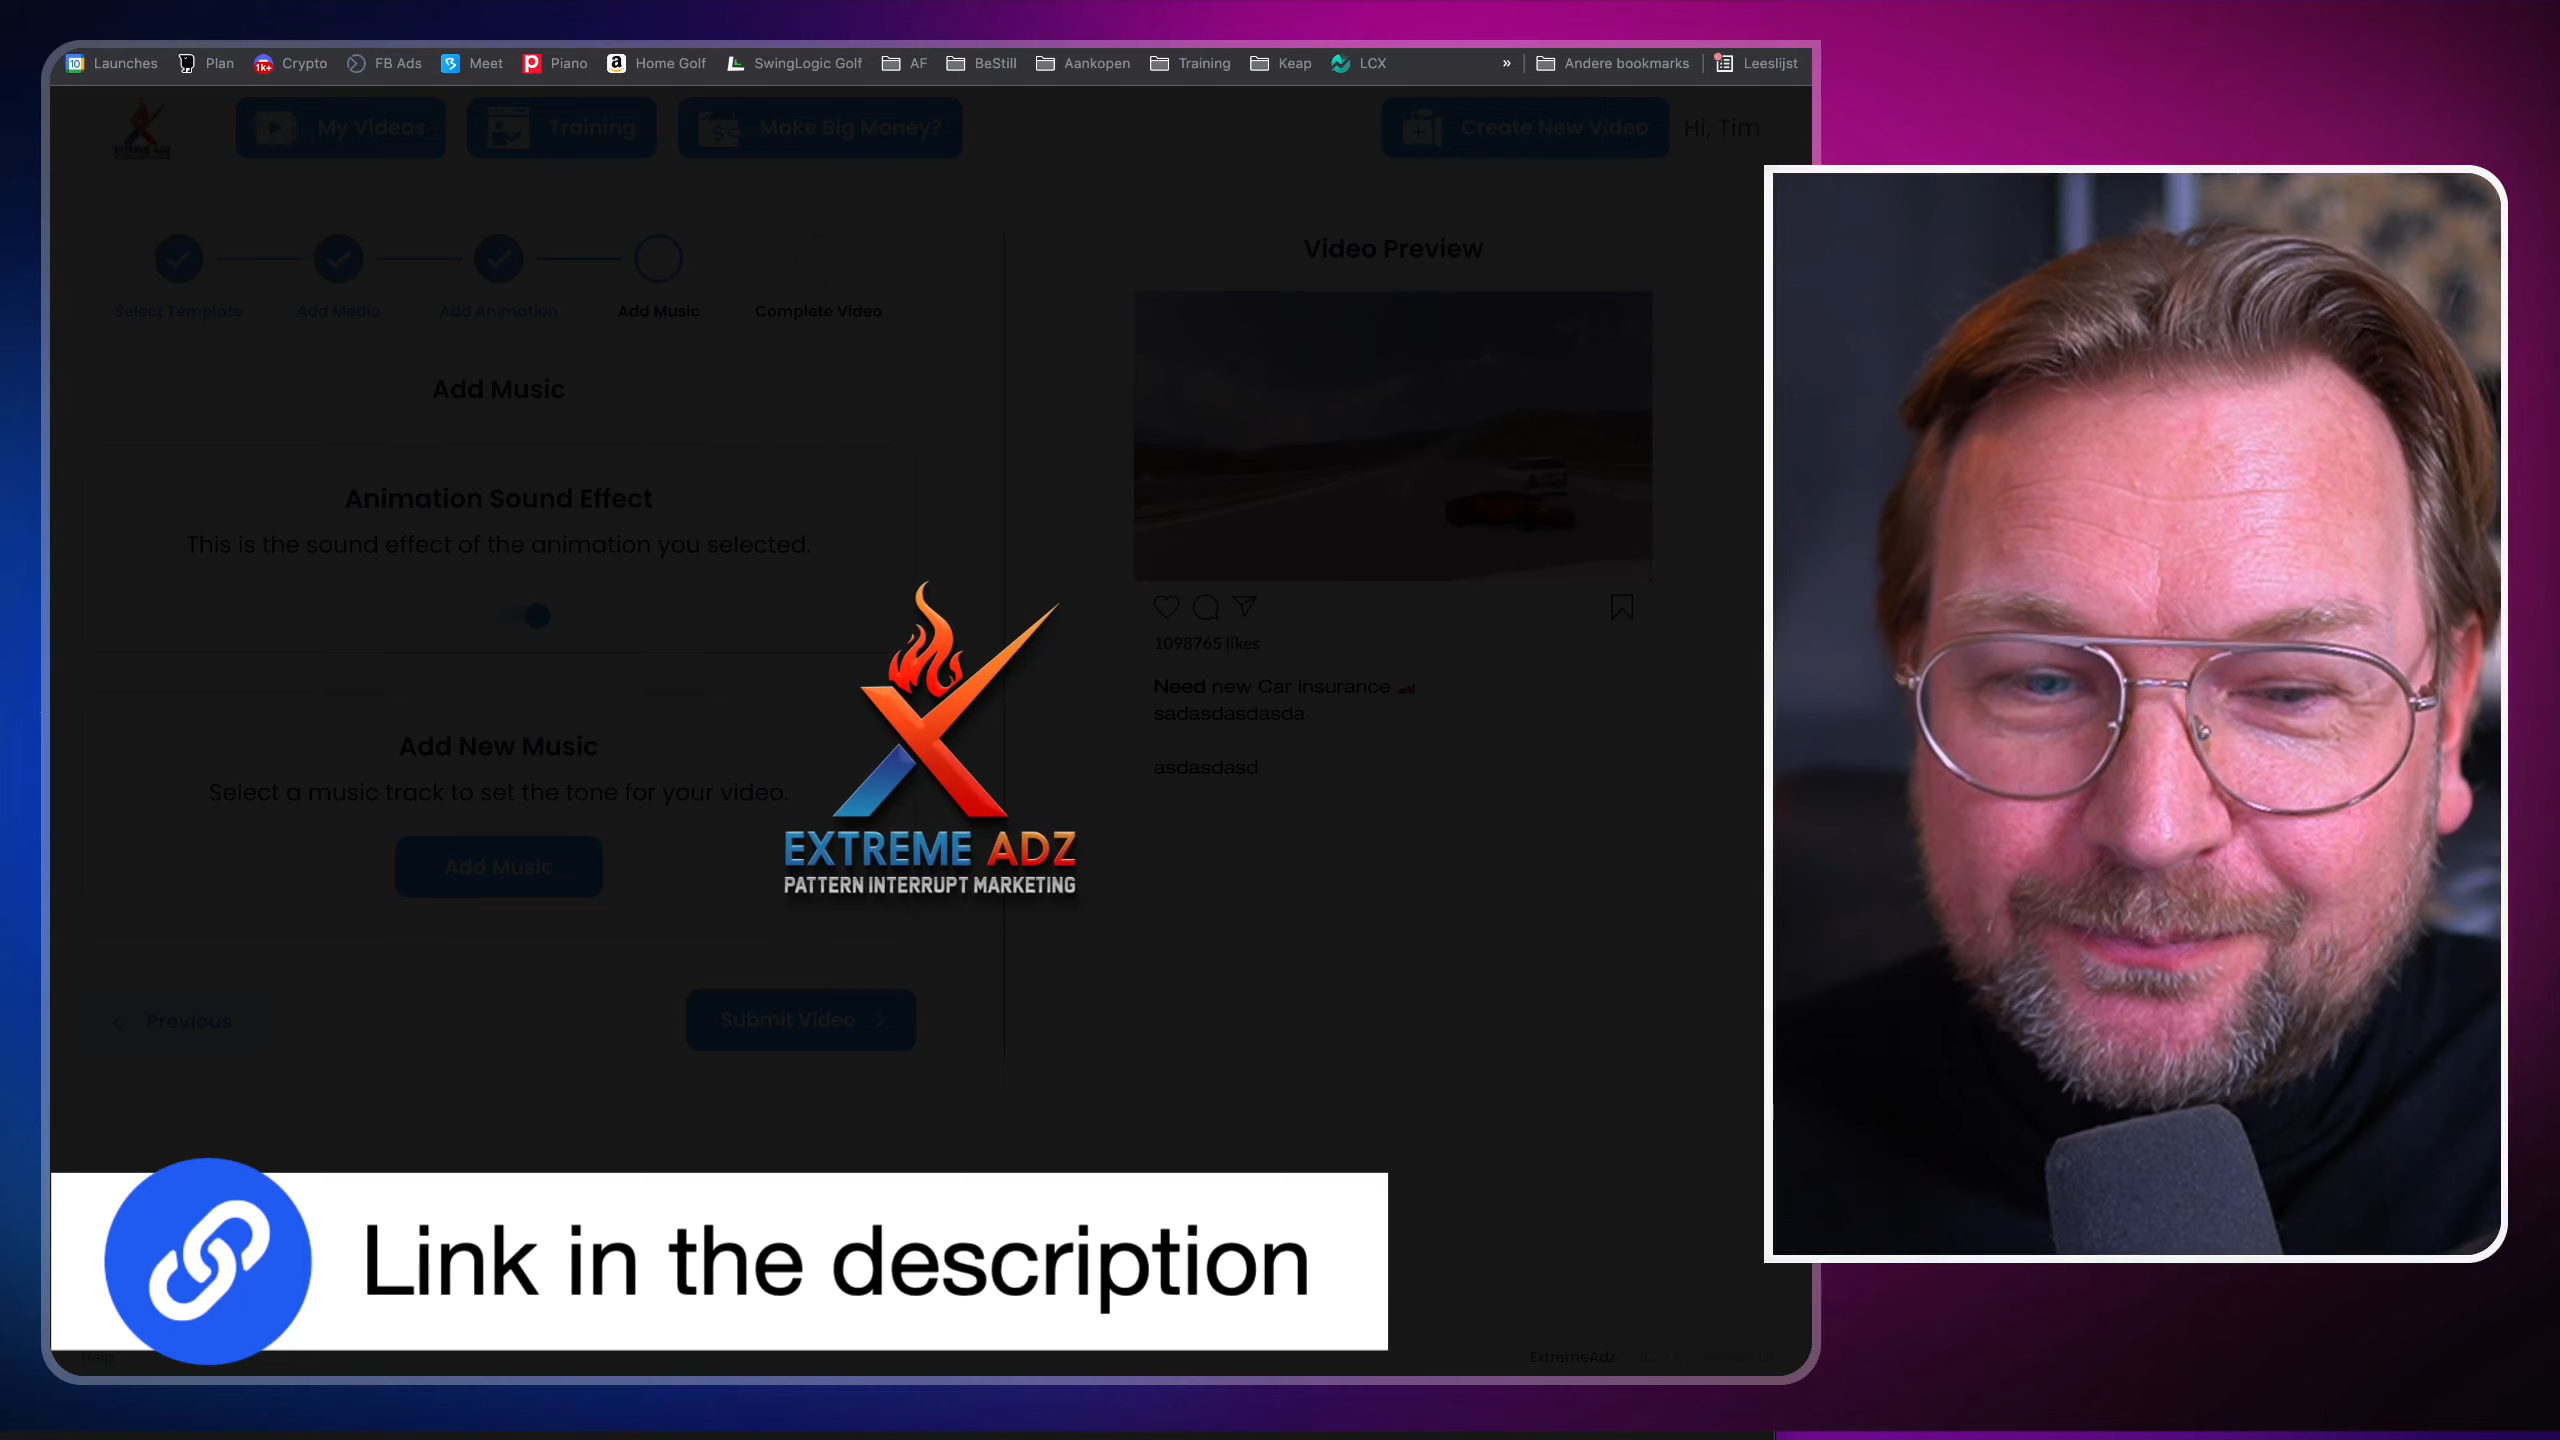 Launches Plan Crypto FB Ads Meet Piano Home Golf SwingLogic Golf AF BeStill Aankopen Training Keap LCX » Andere bookmarks Leeslijst
EXTREME ADZ My Videos Training Make Big Money? Create New Video Hi, Tim
Select Template Add Media Add Animation Add Music Complete Video
Video Preview
Add Music
Animation Sound Effect
This is the sound effect of the animation you selected.
1098765 likes
Need new Car insurance
sadasdasdasda
asdasdasd
Add New Music
Select a music track to set the tone for your video.
Add Music
EXTREME ADZ
PATTERN INTERRUPT MARKETING
Previous Submit Video
Link in the description
Help ExtremeAdz